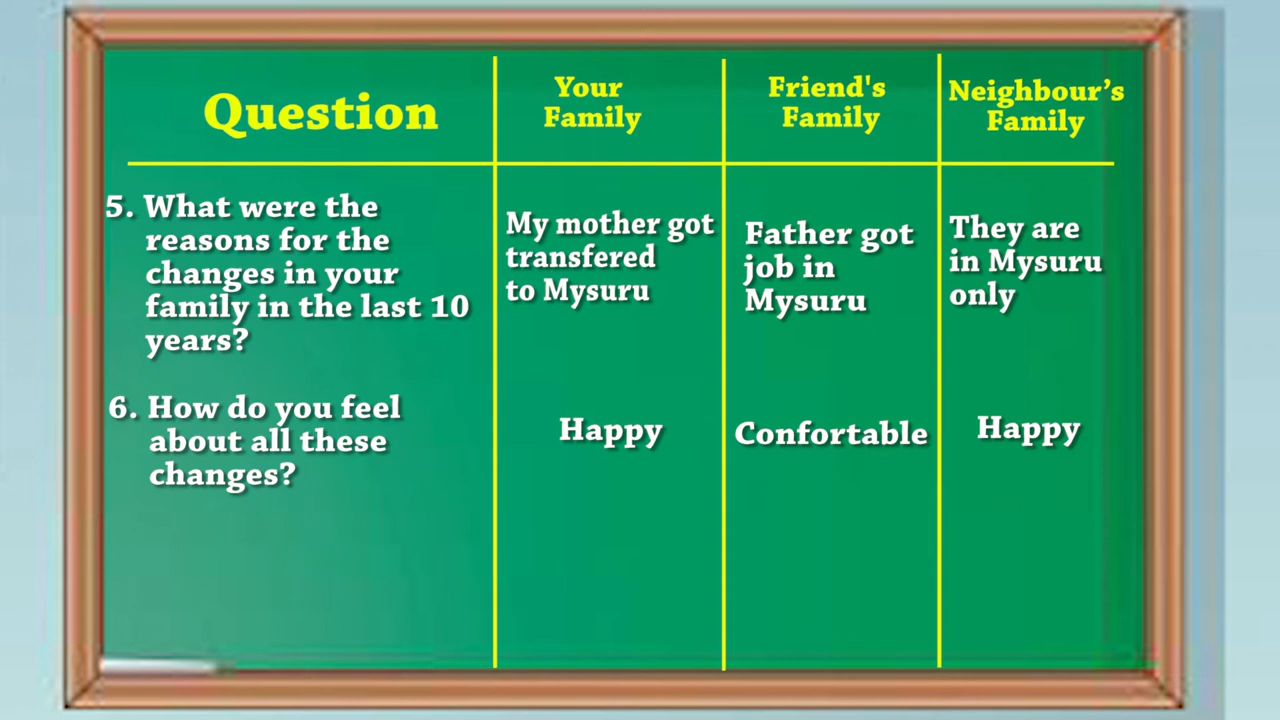 Question
Your
Family
Friend's
Family
Neighbour’s
Family
5. What were the
reasons for the
changes in your
family in the last 10
years?
My mother got
transfered
to Mysuru
Father got
job in
Mysuru
They are
in Mysuru
only
6. How do you feel
about all these
changes?
Happy
Confortable
Happy